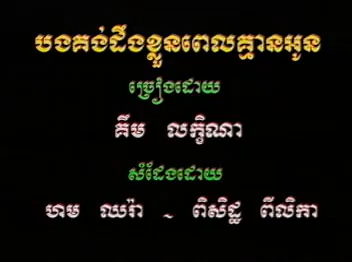 បងគង់ដឹងខ្លួនពេលគ្មានអូន
ច្រៀងដោយ
គឹម លក្ខិណា
សំដែងដោយ
ហម ឈរ៉ា ~ ពិសិដ្ឋ ពីលិកា